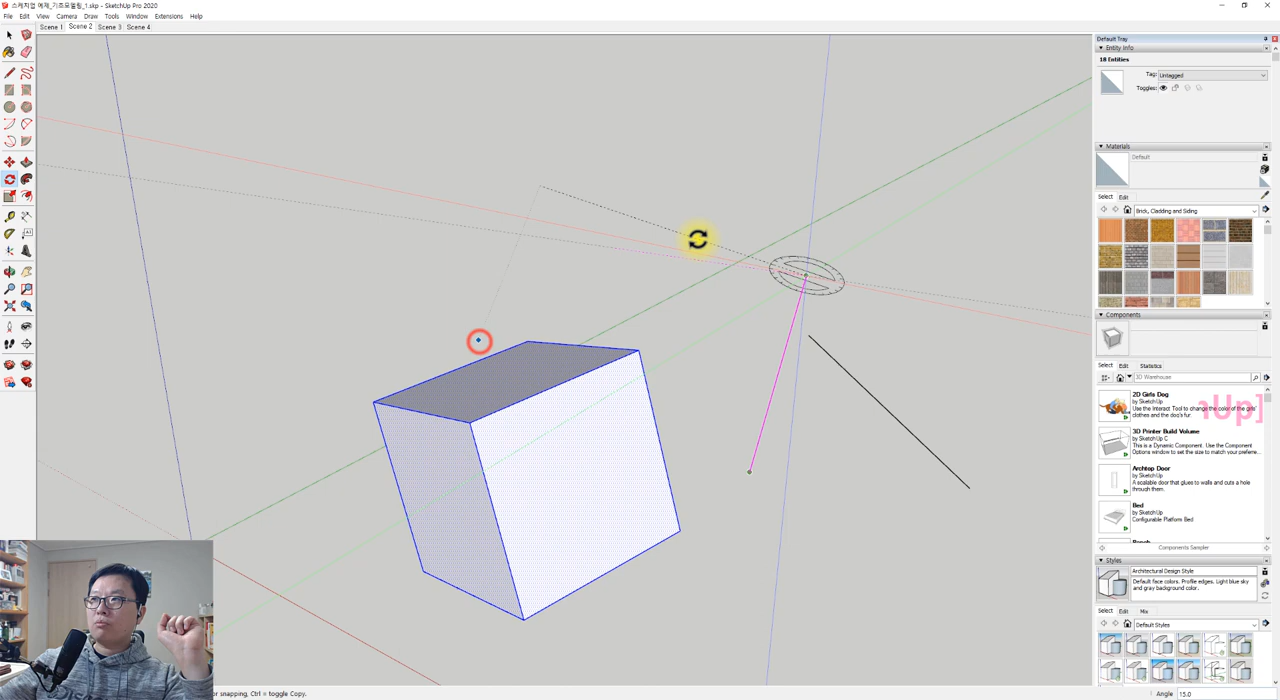 스케치업 예제_기초모델링_1.skp - SketchUp Pro 2020
File Edit View Camera Draw Tools Window Extensions Help
Scene 1 Scene 2 Scene 3 Scene 4
Default Tray
Entity Info
18 Entities
Tag: Untagged
Toggles:
Materials
Default
Select Edit
Brick, Cladding and Siding
Components
Select Edit Statistics
3D Warehouse
2D Girls Dog
by SketchUp
Use the Interact Tool to change the color of the girls'
clothes and the dog's fur.
3D Printer Build Volume
by SketchUp C
This is a Dynamic Component. Use the Component
Options window to set the size to match your preferre...
Archtop Door
by SketchUp
A scalable door that glues to walls and cuts a hole
through them.
Bed
by SketchUp
Configurable Platform Bed
Components Sampler
Styles
Architectural Design Style
Default face colors. Profile edges. Light blue sky
and gray background color.
Select Edit Mix
Default Styles
Up]
or snapping, Ctrl = toggle Copy.
Angle 15.0